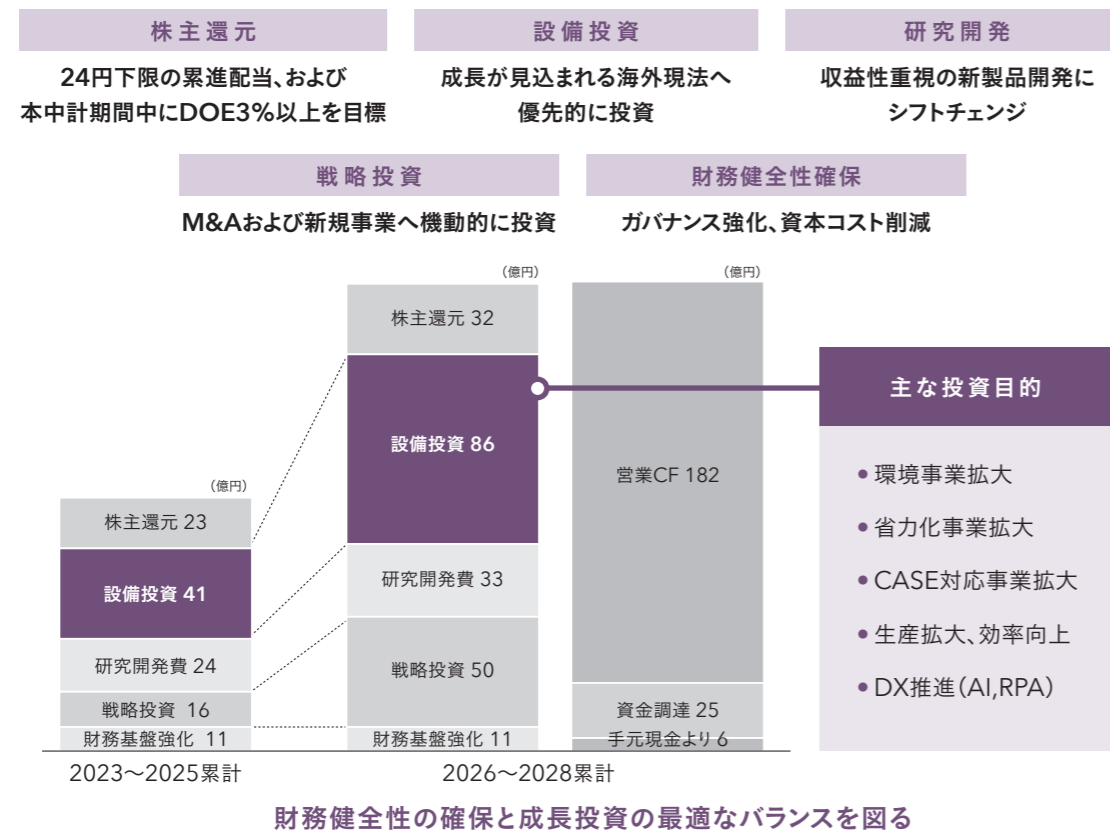 株主還元
24円下限の累進配当、および
本中計期間中にDOE3%以上を目標
設備投資
成長が見込まれる海外現法へ
優先的に投資
研究開発
収益性重視の新製品開発に
シフトチェンジ
戦略投資
M&Aおよび新規事業へ機動的に投資
財務健全性確保
ガバナンス強化、資本コスト削減
（億円）
株主還元 23
設備投資 41
研究開発費 24
戦略投資 16
財務基盤強化 11
2023〜2025累計
（億円）
株主還元 32
設備投資 86
研究開発費 33
戦略投資 50
財務基盤強化 11
（億円）
営業CF 182
資金調達 25
手元現金より 6
2026〜2028累計
主な投資目的
•環境事業拡大
•省力化事業拡大
•CASE対応事業拡大
•生産拡大、効率向上
•DX推進（AI,RPA）
財務健全性の確保と成長投資の最適なバランスを図る